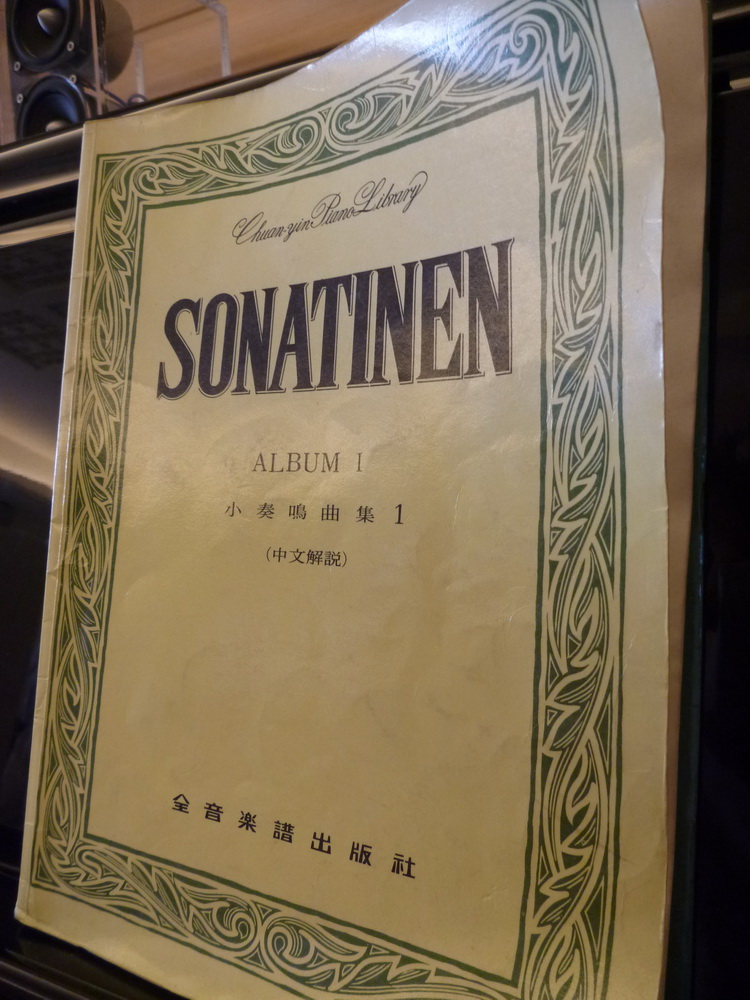 Chuan-yin Piano Library
SONATINEN
ALBUM I
小奏鳴曲集 1
(中文解説)
全音楽譜出版社